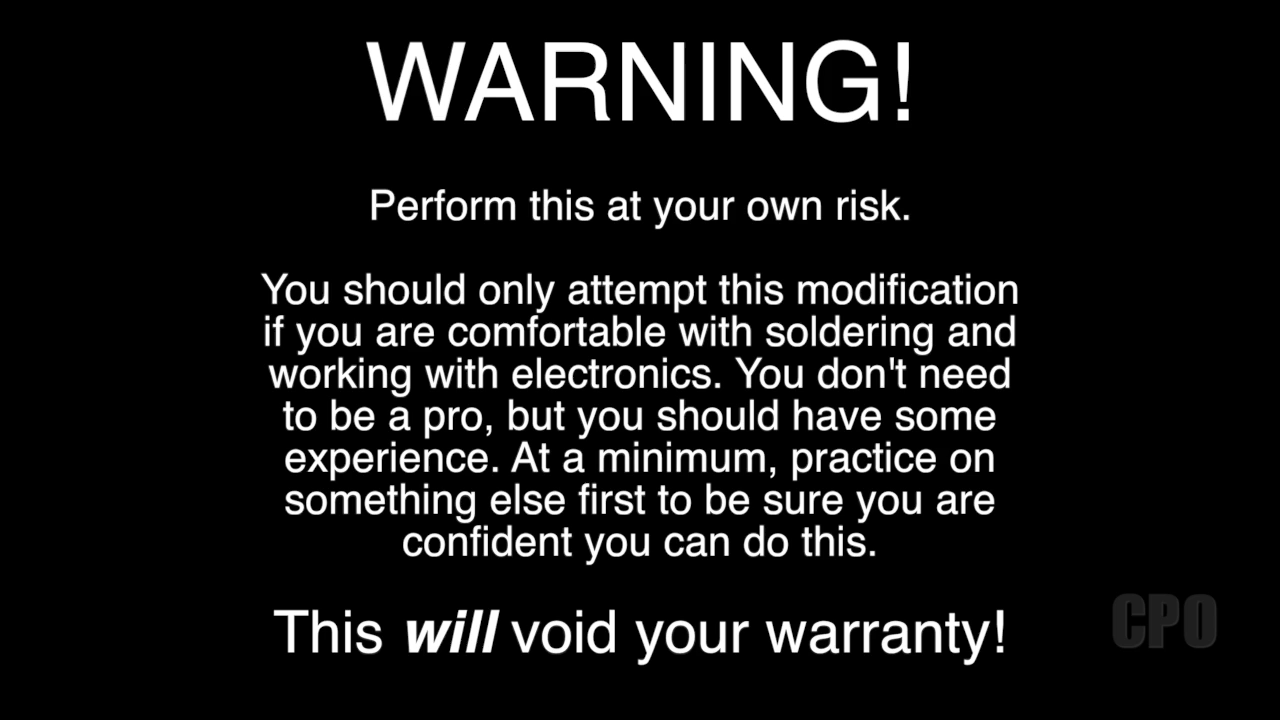 WARNING!
Perform this at your own risk.
You should only attempt this modification
if you are comfortable with soldering and
working with electronics. You don't need
to be a pro, but you should have some
experience. At a minimum, practice on
something else first to be sure you are
confident you can do this.
This will void your warranty!
CPO